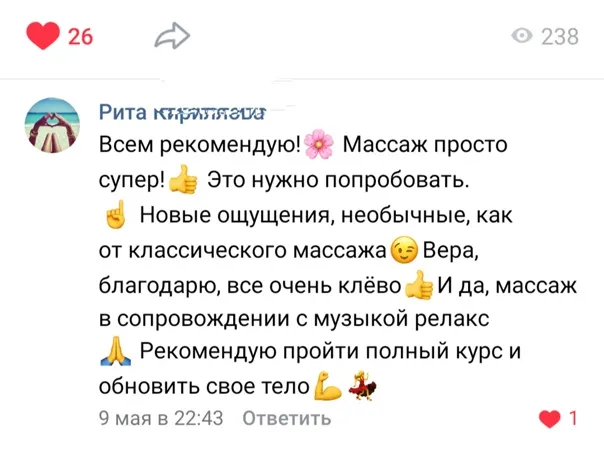 26
238
Рита
Всем рекомендую!🌸 Массаж просто
супер!👍 Это нужно попробовать.
☝ Новые ощущения, необычные, как
от классического массажа😉Вера,
благодарю, все очень клёво👍И да, массаж
в сопровождении с музыкой релакс
🙏 Рекомендую пройти полный курс и
обновить свое тело💪💃
9 мая в 22:43 Ответить
1